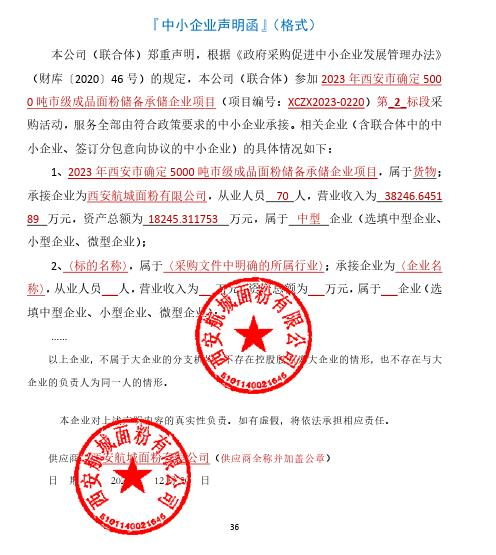 『中小企业声明函』（格式）
本公司（联合体）郑重声明，根据《政府采购促进中小企业发展管理办法》
（财库〔2020〕46 号）的规定，本公司（联合体）参加 2023 年西安市确定 500
0 吨市级成品面粉储备承储企业项目（项目编号：XCZX2023-0220）第_2_标段采
购活动，服务全部由符合政策要求的中小企业承接。相关企业（含联合体中的中
小企业、签订分包意向协议的中小企业）的具体情况如下：
1、2023 年西安市确定 5000 吨市级成品面粉储备承储企业项目，属于货物；
承接企业为西安航城面粉有限公司，从业人员 70 人，营业收入为 38246.6451
89 万元，资产总额为 18245.311753 万元，属于 中型 企业（选填中型企业、
小型企业、微型企业）；
2、（标的名称），属于（采购文件中明确的所属行业）；承接企业为（企业名
称），从业人员___人，营业收入为___万元，资产总额为___万元，属于___企业（选
填中型企业、小型企业、微型企业）；
……
以上企业，不属于大企业的分支机构，不存在控股股东为大企业的情形，也不存在与大
企业的负责人为同一人的情形。
本企业对上述声明内容的真实性负责。如有虚假，将依法承担相应责任。
西安航城面粉有限公司
5101140021645
供应商 西安航城面粉有限公司（供应商全称并加盖公章）
日 期 12 日
西安航城面粉有限公司
5101140021645
36